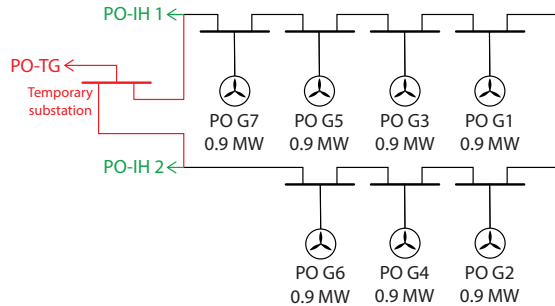 PO-IH 1
PO-TG
Temporary
substation
PO G7
0.9 MW
PO G5
0.9 MW
PO G3
0.9 MW
PO G1
0.9 MW
PO-IH 2
PO G6
0.9 MW
PO G4
0.9 MW
PO G2
0.9 MW